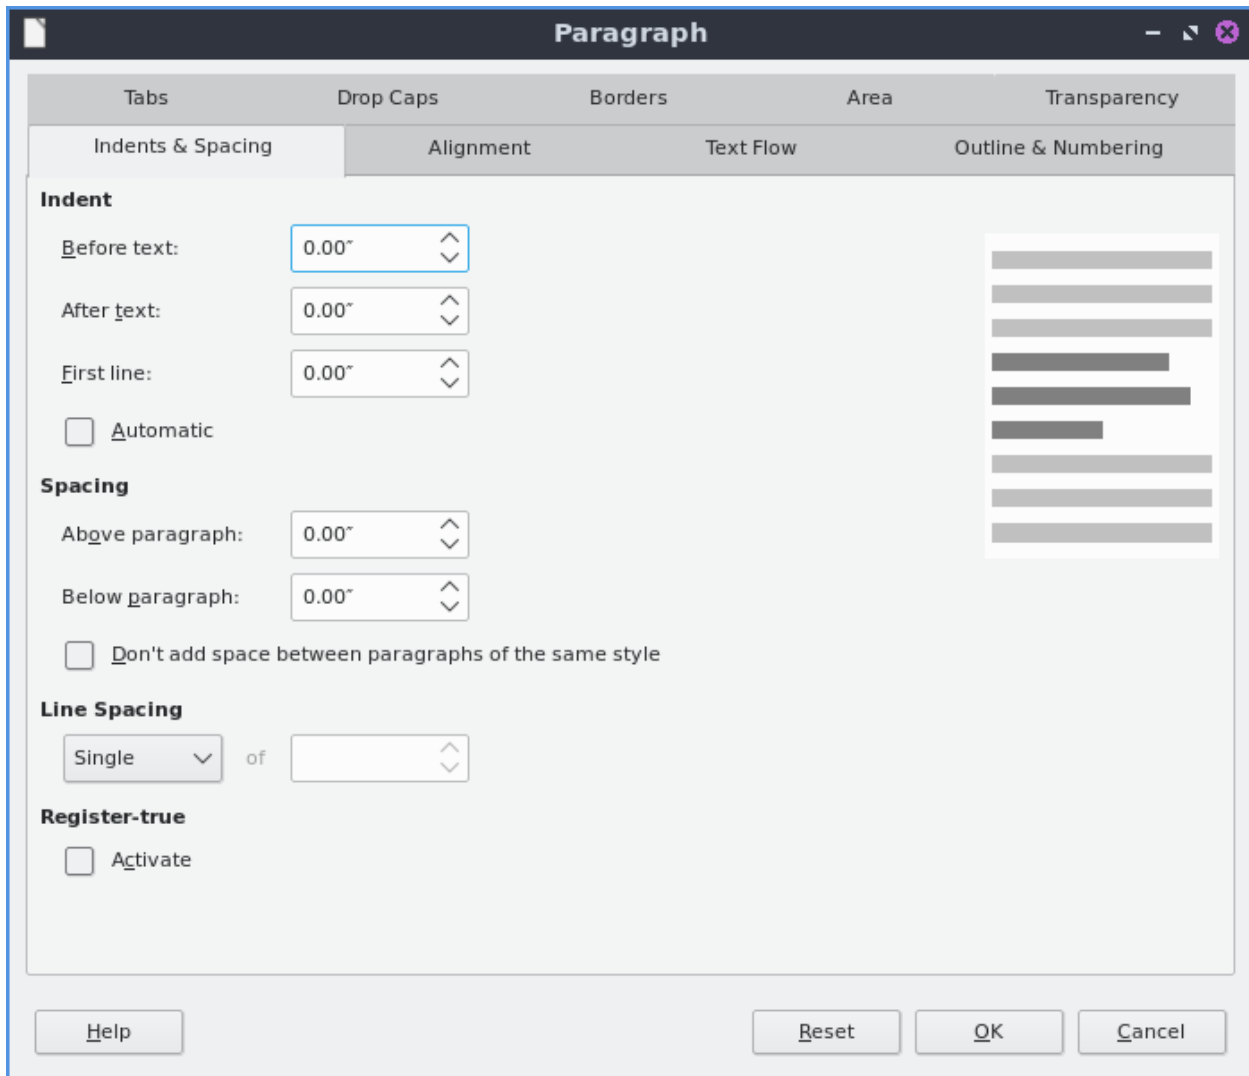 Paragraph
Tabs Drop Caps Borders Area Transparency
Indents & Spacing Alignment Text Flow Outline & Numbering
Indent
Before text: 0.00″
After text: 0.00″
First line: 0.00″
Automatic
Spacing
Above paragraph: 0.00″
Below paragraph: 0.00″
Don't add space between paragraphs of the same style
Line Spacing
Single of
Register-true
Activate
Help Reset OK Cancel